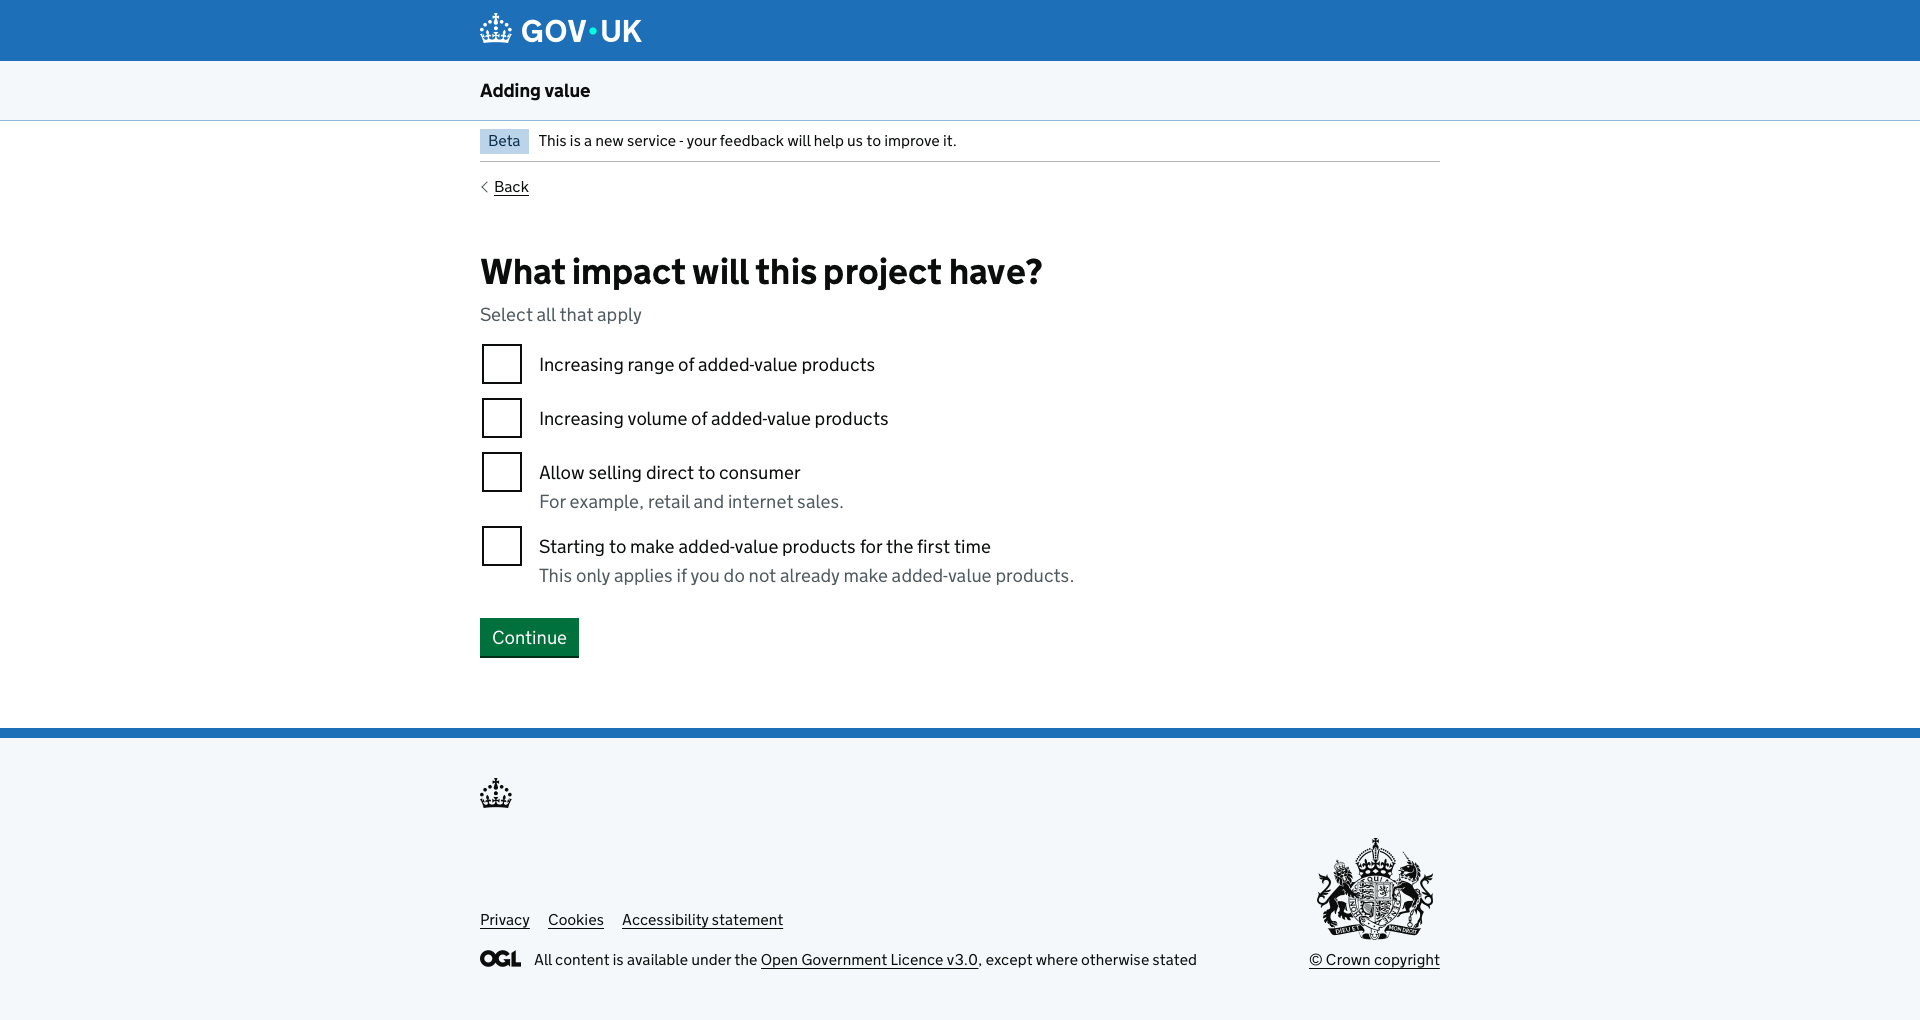 GOV·UK
Adding value
Beta This is a new service - your feedback will help us to improve it.
Back
What impact will this project have?
Select all that apply
Increasing range of added-value products
Increasing volume of added-value products
Allow selling direct to consumer
For example, retail and internet sales.
Starting to make added-value products for the first time
This only applies if you do not already make added-value products.
Continue
Privacy Cookies Accessibility statement
OGL All content is available under the Open Government Licence v3.0, except where otherwise stated
DIEU ET MON DROIT
© Crown copyright